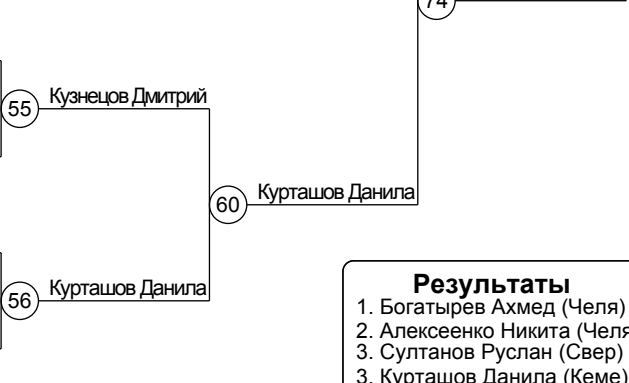 74
Кузнецов Дмитрий
55
Курташов Данила
60
Курташов Данила
56
Результаты
1. Богатырев Ахмед (Челя)
2. Алексеенко Никита (Челя
3. Султанов Руслан (Свер)
3. Курташов Данила (Кеме)